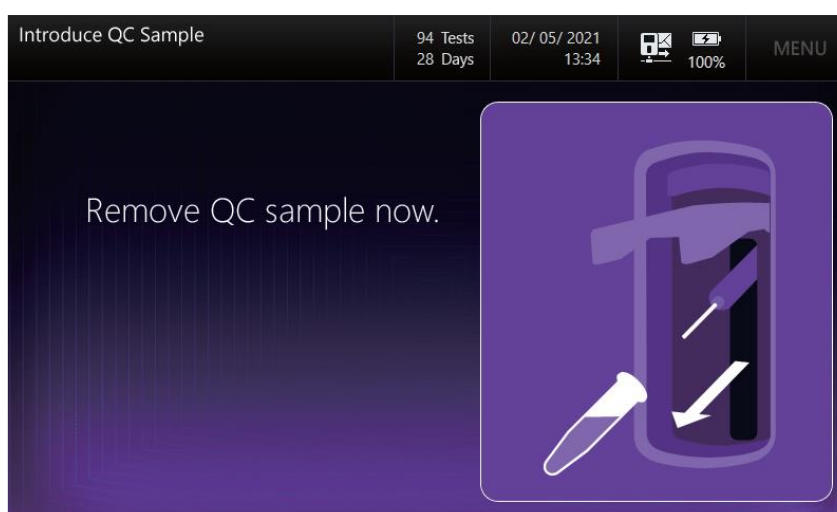 Introduce QC Sample
94 Tests
28 Days
02/ 05/ 2021
13:34
100%
MENU
Remove QC sample now.